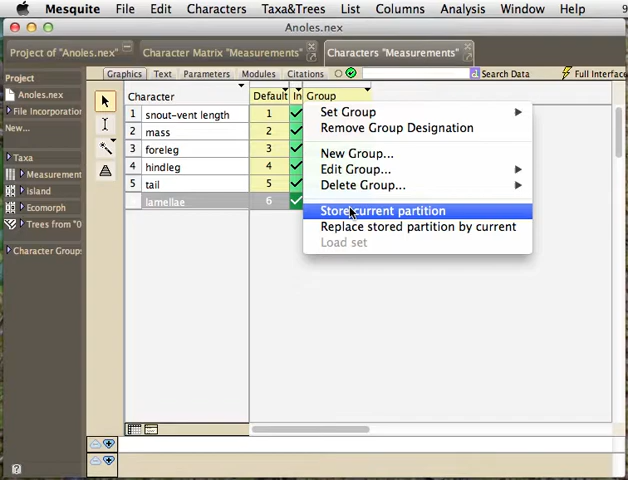 Mesquite File Edit Characters Taxa&Trees List Columns Analysis Window Help 9
Anoles.nex
Project of "Anoles.nex" Character Matrix "Measurements" Characters "Measurements"
Project Graphics Text Parameters Modules Citations Search Data Full Interface
Anoles.nex
File Incorporation
New...
Taxa
Measurement
Island
Ecomorph
Trees from "0
Character Groups
Character Default In Group
1 snout-vent length 1
2 mass 2
3 foreleg 3
4 hindleg 4
5 tail 5
lamellae 6
Set Group
Remove Group Designation
New Group...
Edit Group...
Delete Group...
Store current partition
Replace stored partition by current
Load set